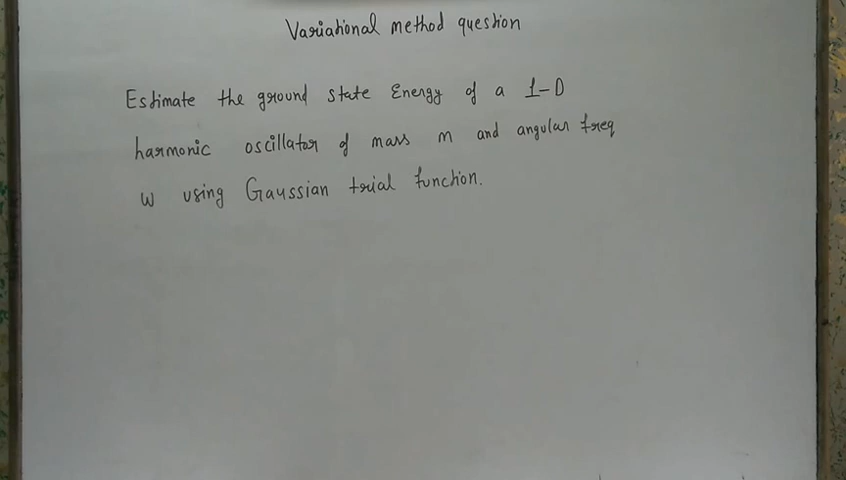 Variational method question
Estimate the ground state Energy of a 1-D
harmonic oscillator of mass m and angular freq
w using Gaussian trial function.